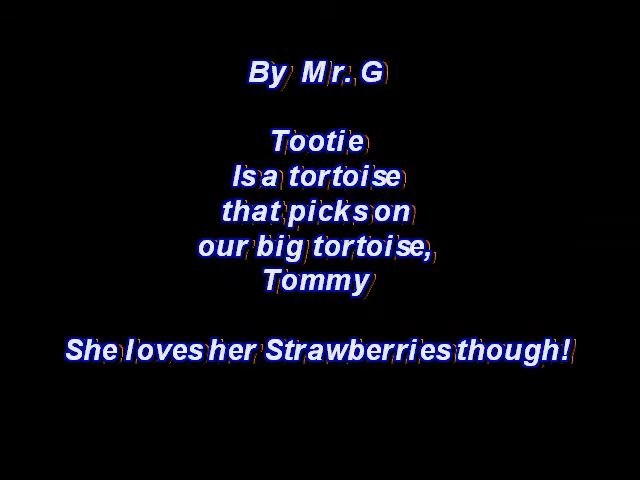 By Mr. G
Tootie
Is a tortoise
that picks on
our big tortoise,
Tommy
She loves her Strawberries though!